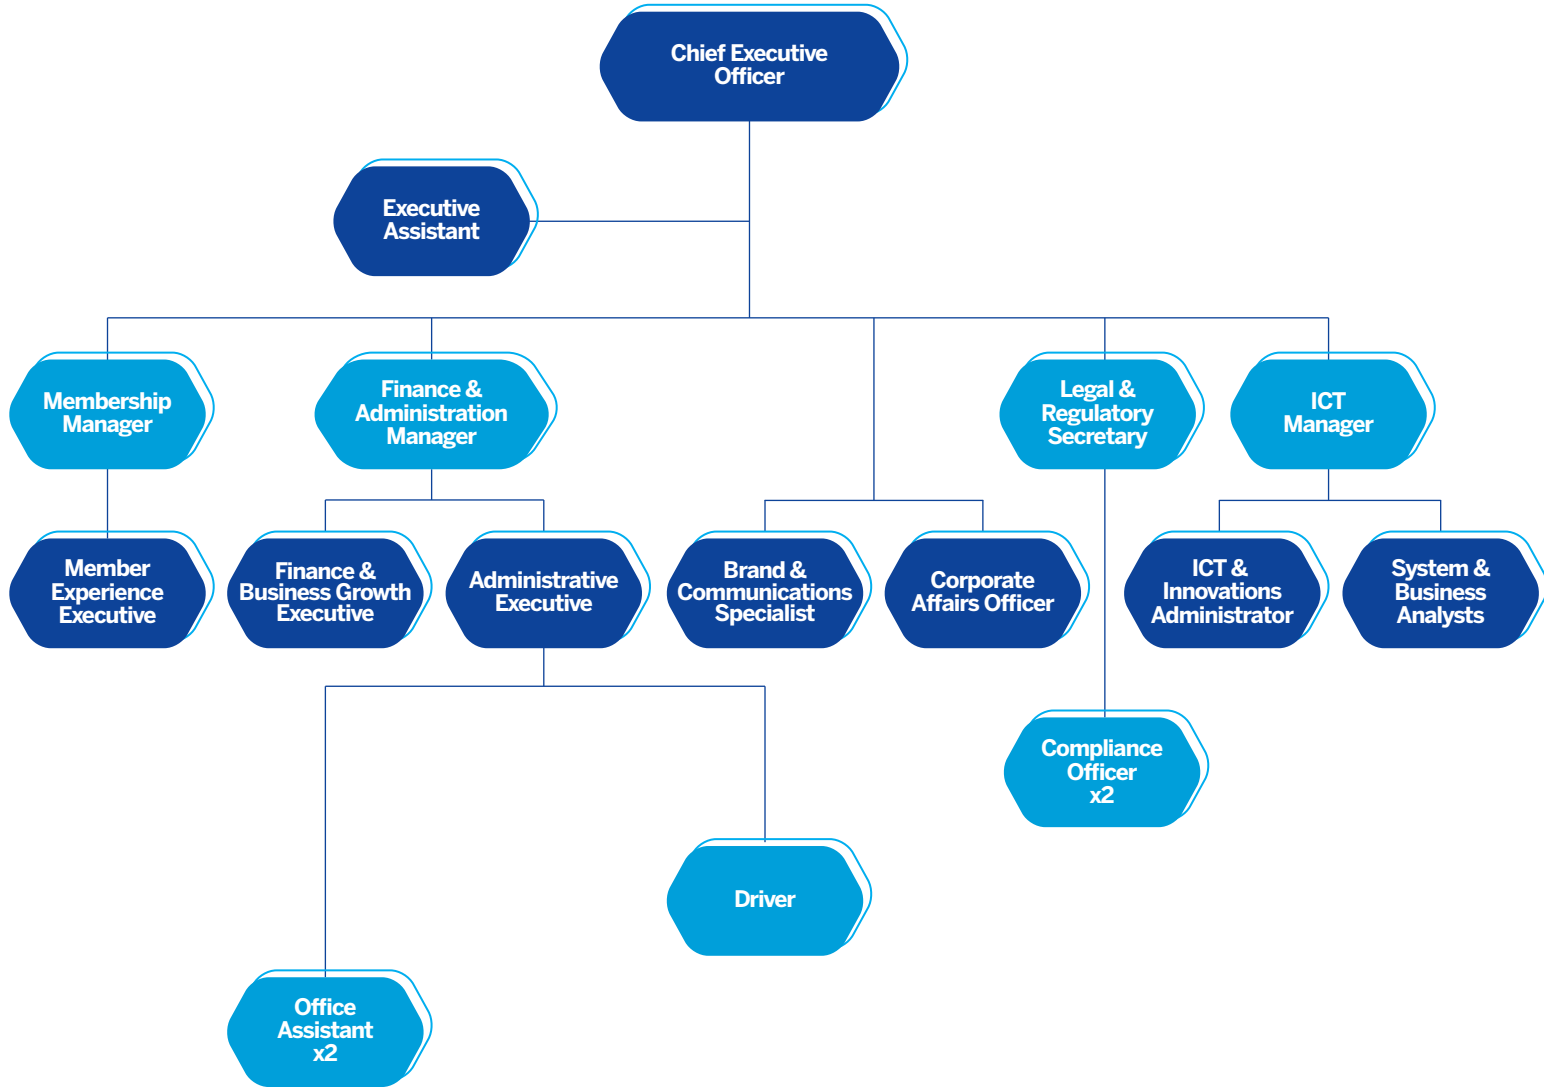 Chief Executive
Officer
Executive
Assistant
Membership
Manager
Finance &
Administration
Manager
Legal &
Regulatory
Secretary
ICT
Manager
Member
Experience
Executive
Finance &
Business Growth
Executive
Administrative
Executive
Brand &
Communications
Specialist
Corporate
Affairs Officer
ICT &
Innovations
Administrator
System &
Business
Analysts
Compliance
Officer
x2
Driver
Office
Assistant
x2